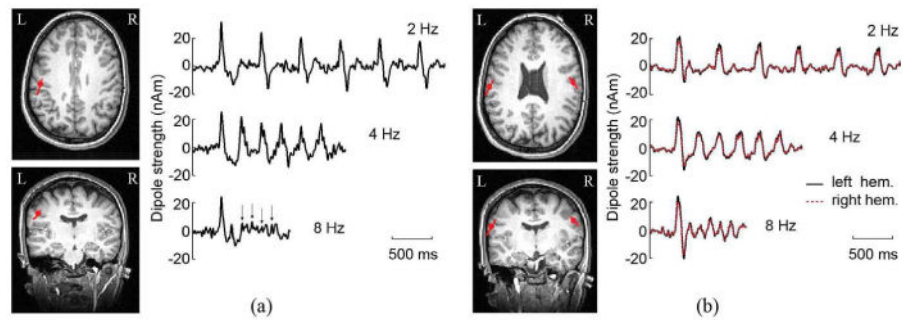 L R
20
0
-20
2 Hz
20
0
-20
4 Hz
20
0
-20
8 Hz
Dipole strength (nAm)
L R
500 ms
(a)
L R
20
0
-20
2 Hz
20
0
-20
4 Hz
20
0
-20
8 Hz
Dipole strength (nAm)
L R
left hem.
right hem.
500 ms
(b)